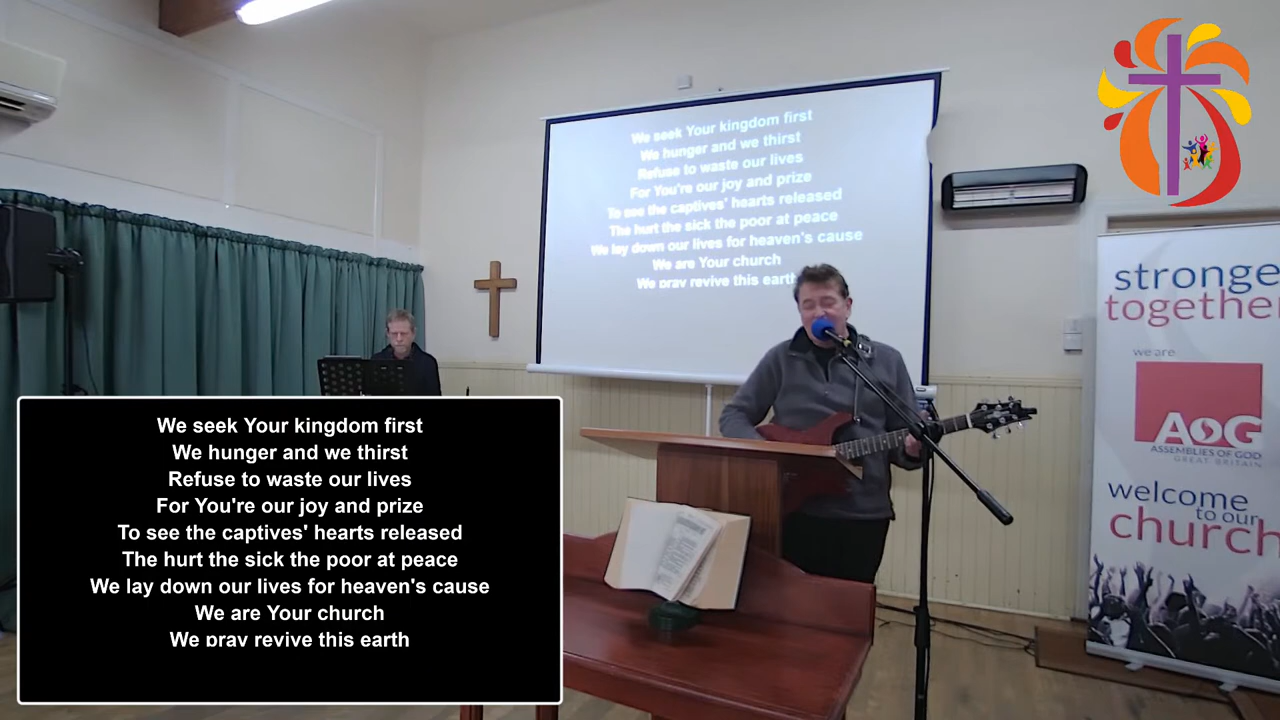 We seek Your kingdom first
We hunger and we thirst
Refuse to waste our lives
For You're our joy and prize
To see the captives' hearts released
The hurt the sick the poor at peace
We lay down our lives for heaven's cause
We are Your church
We pray revive this earth
stronge
together
we are
AOG
ASSEMBLIES OF GOD
GREAT BRITAIN
welcome
to our
church
We seek Your kingdom first
We hunger and we thirst
Refuse to waste our lives
For You're our joy and prize
To see the captives' hearts released
The hurt the sick the poor at peace
We lay down our lives for heaven's cause
We are Your church
We pray revive this earth